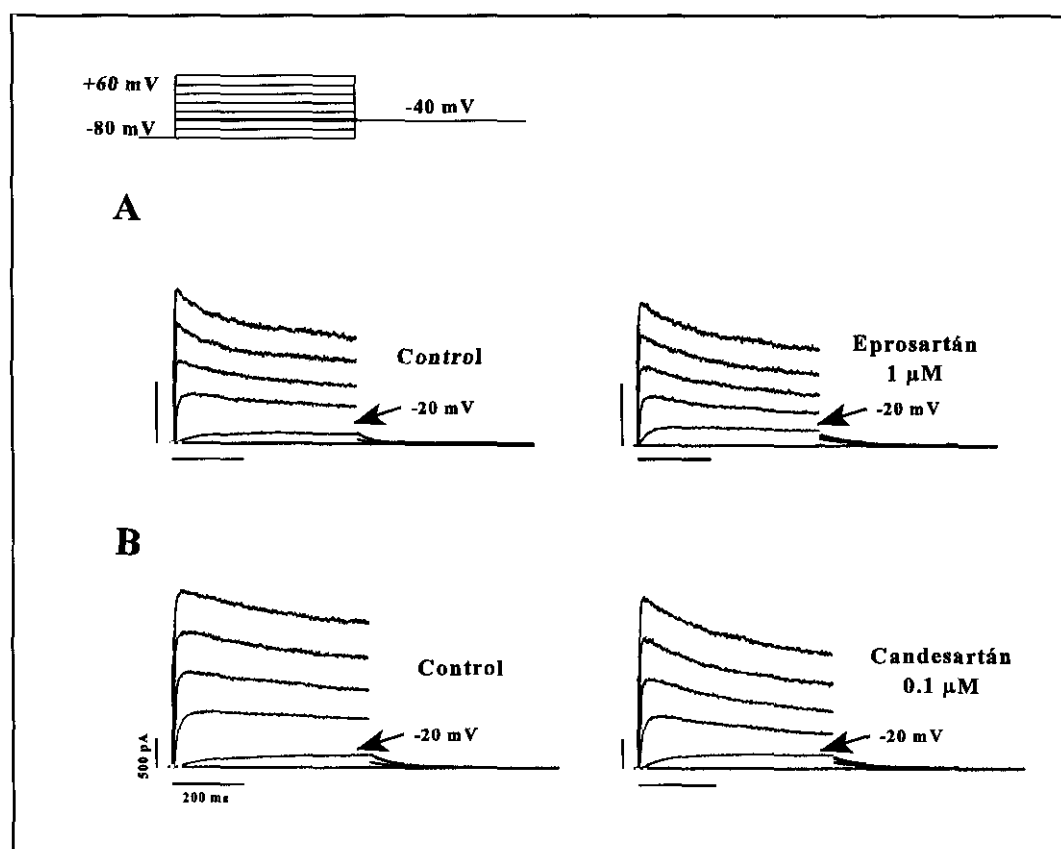 +60 mV
-40 mV
-80 mV
A
Control
Eprosartán
1 µM
-20 mV
-20 mV
B
Control
Candesartán
0.1 µM
-20 mV
-20 mV
500 pA
200 ms